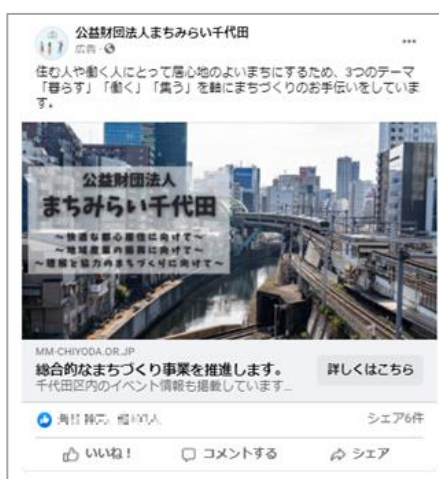 公益財団法人まちみらい千代田
広告・
住む人や働く人にとって居心地のよいまちにするため、3つのテーマ
「暮らす」「働く」「集う」を軸にまちづくりのお手伝いをしていま
す。
公益財団法人
まちみらい千代田
～快適な都心居住に向けて～
～地域産業の振興に向けて～
～理解と協力のまちづくりに向けて～
MM-CHIYODA.OR.JP
総合的なまちづくり事業を推進します。
千代田区内のイベント情報も掲載しています...
詳しくはこちら
シェア6件
いいね！
コメントする
シェア